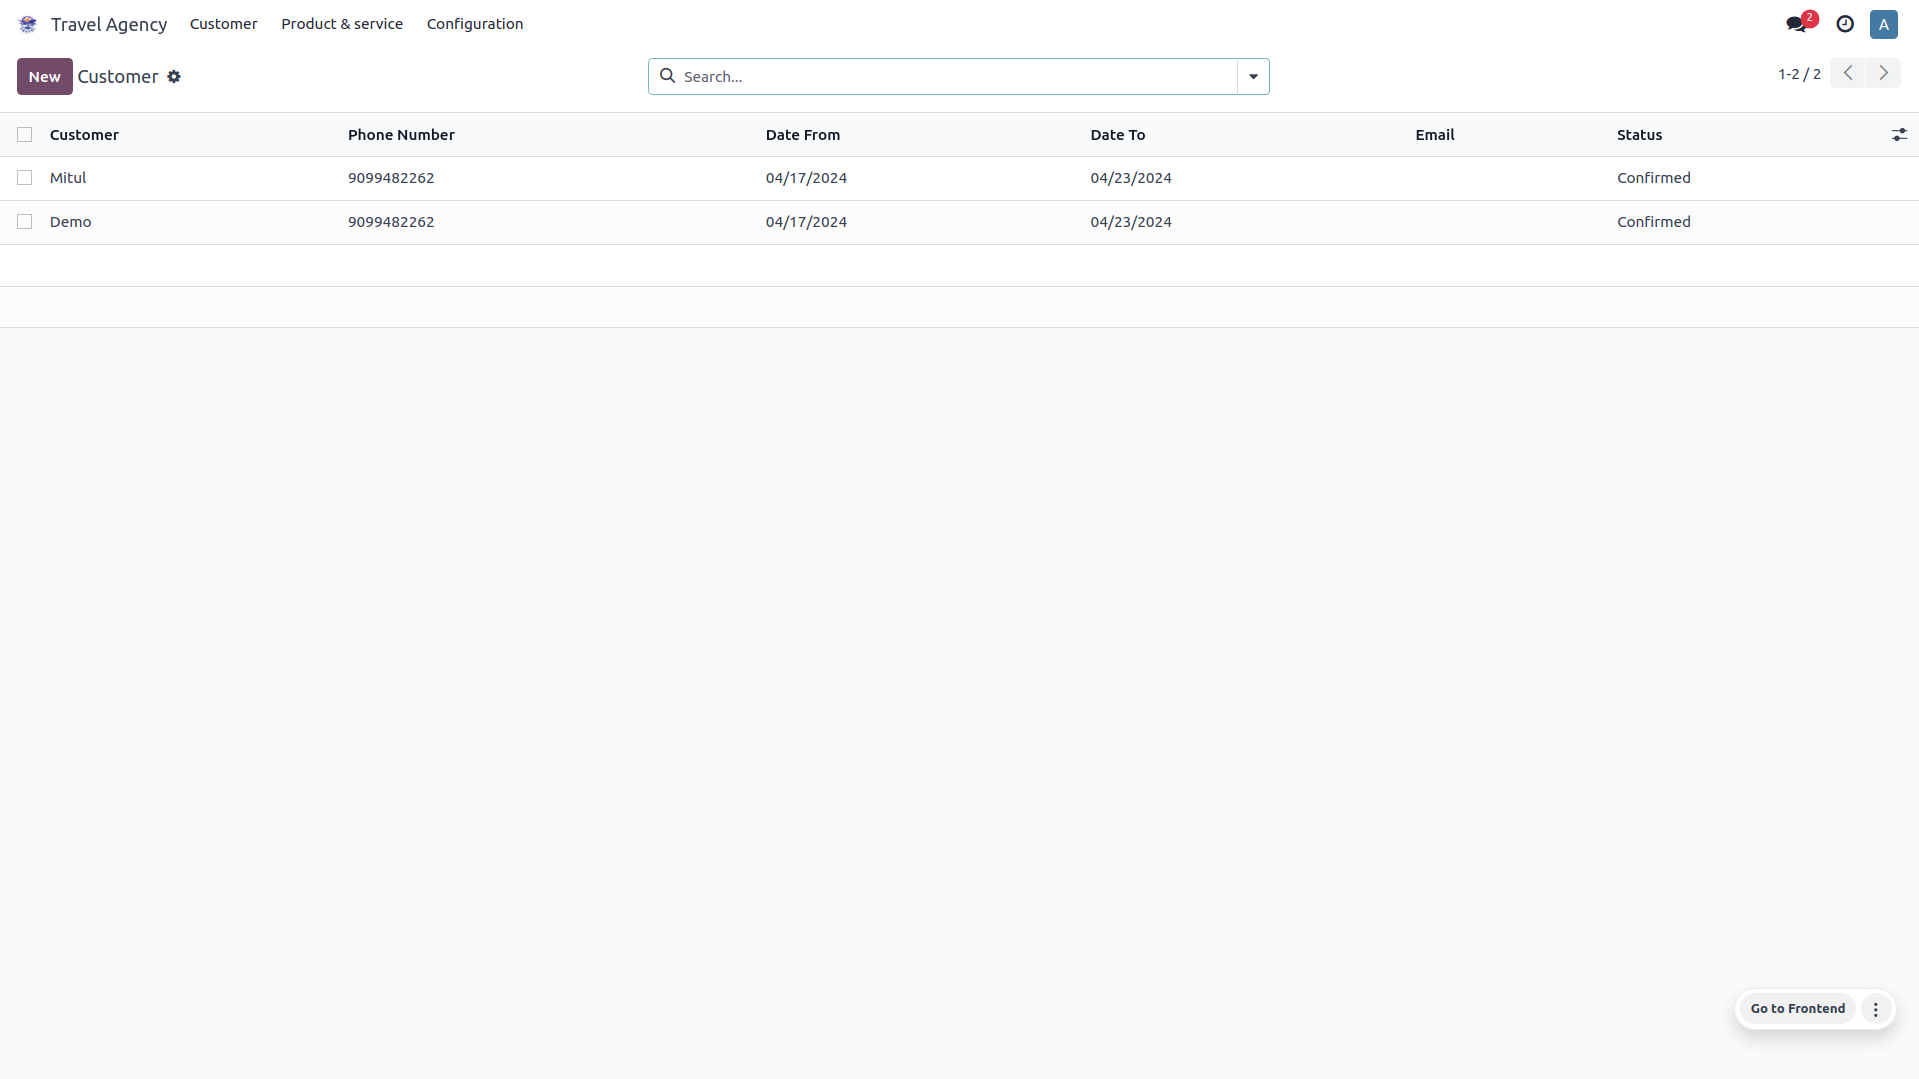 Travel Agency Customer Product & service Configuration 2 A
New Customer Search... 1-2 / 2
Customer Phone Number Date From Date To Email Status
Mitul 9099482262 04/17/2024 04/23/2024 Confirmed
Demo 9099482262 04/17/2024 04/23/2024 Confirmed
Go to Frontend